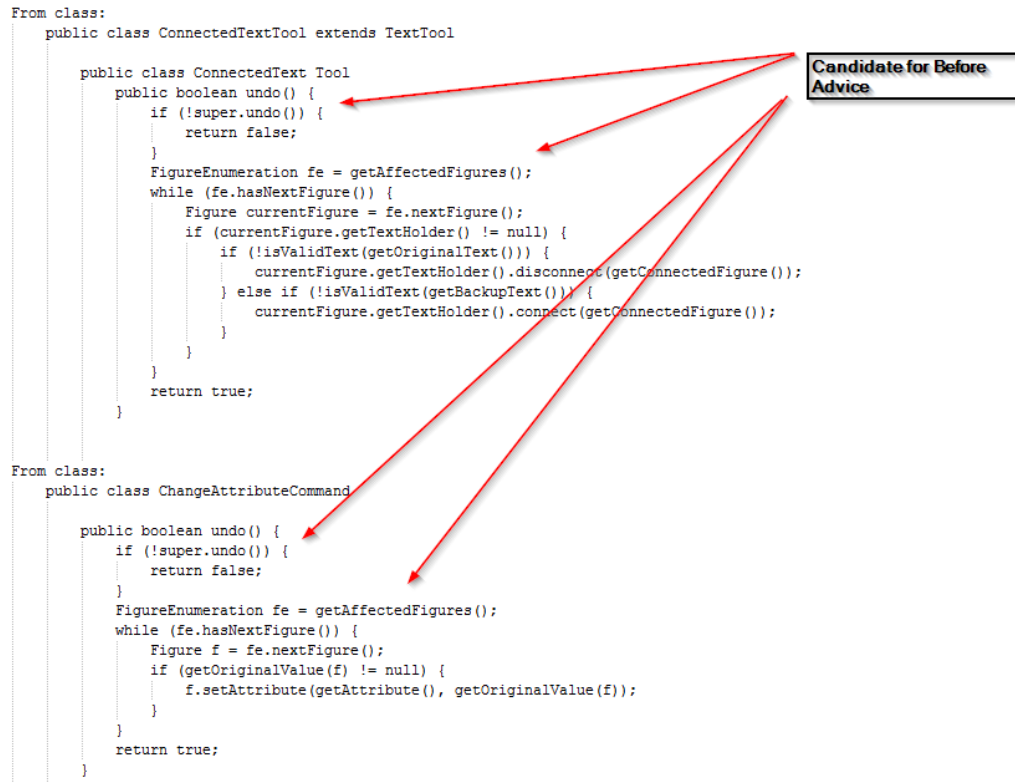 From class:
public class ConnectedTextTool extends TextTool
public class ConnectedText Tool
public boolean undo() {
if (!super.undo()) {
return false;
}
FigureEnumeration fe = getAffectedFigures();
while (fe.hasNextFigure()) {
Figure currentFigure = fe.nextFigure();
if (currentFigure.getTextHolder() != null) {
if (!isValidText(getOriginalText())) {
currentFigure.getTextHolder().disconnect(getConnectedFigure());
} else if (!isValidText(getBackupText())) {
currentFigure.getTextHolder().connect(getConnectedFigure());
}
}
}
return true;
}
Candidate for Before
Advice
From class:
public class ChangeAttributeCommand
public boolean undo() {
if (!super.undo()) {
return false;
}
FigureEnumeration fe = getAffectedFigures();
while (fe.hasNextFigure()) {
Figure f = fe.nextFigure();
if (getOriginalValue(f) != null) {
f.setAttribute(getAttribute(), getOriginalValue(f));
}
}
return true;
}